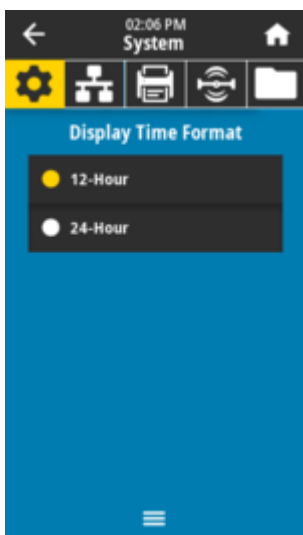 02:06 PM
System
Display Time Format
12-Hour
24-Hour